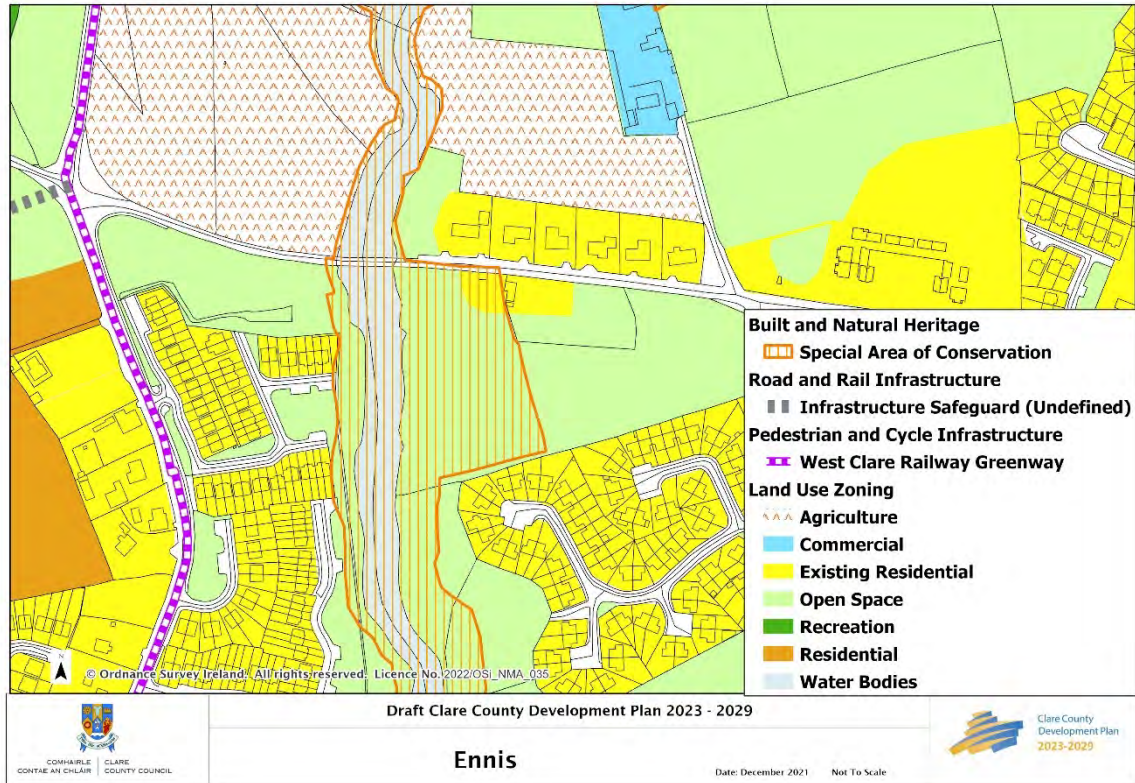 Built and Natural Heritage
Special Area of Conservation
Road and Rail Infrastructure
Infrastructure Safeguard (Undefined)
Pedestrian and Cycle Infrastructure
West Clare Railway Greenway
Land Use Zoning
Agriculture
Commercial
Existing Residential
Open Space
Recreation
Residential
Water Bodies
N
© Ordnance Survey Ireland. All rights reserved. Licence No. 2022/OSi_NMA_035
COMHAIRLE
CONTAE AN CHLÁIR
CLARE
COUNTY COUNCIL
Draft Clare County Development Plan 2023 - 2029
Ennis
Date: December 2021 Not To Scale
Clare County
Development Plan
2023-2029